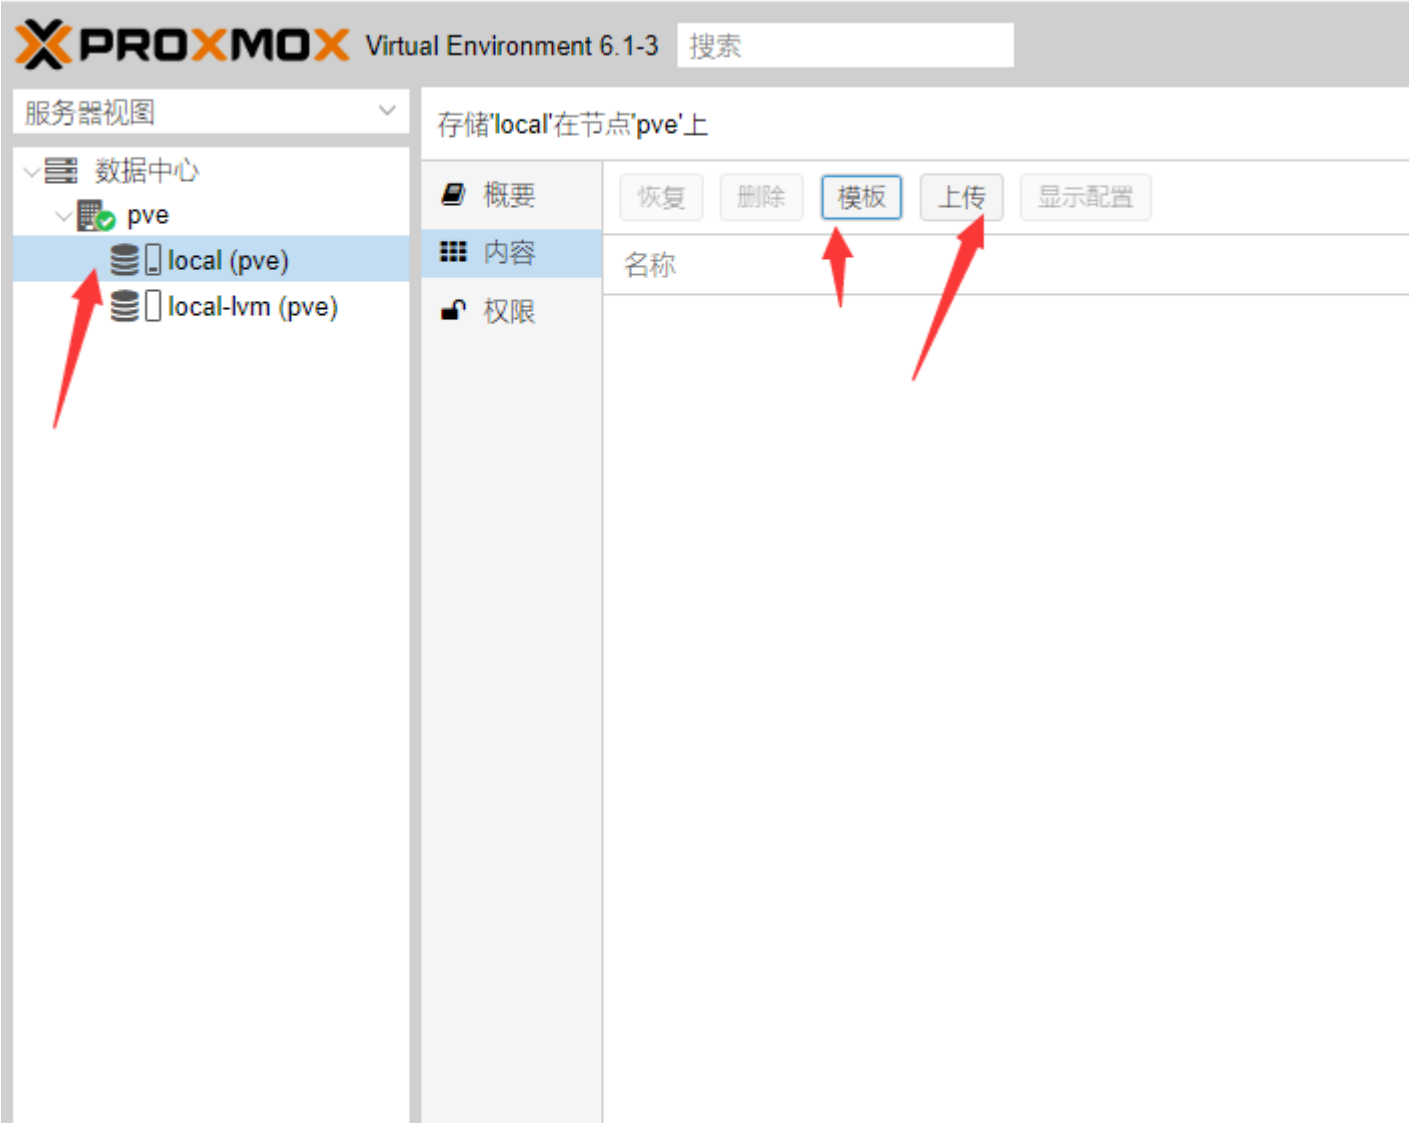 PROXMOX Virtual Environment 6.1-3 搜索
服务器视图
存储'local'在节点'pve'上
数据中心
pve
local (pve)
local-lvm (pve)
概要
内容
权限
恢复 删除 模板 上传 显示配置
名称